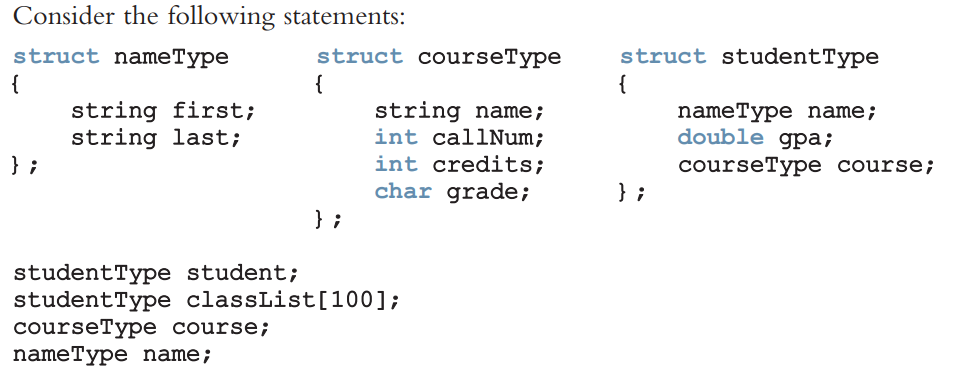 Consider the following statements:
struct nameType
{
string first;
string last;
};
struct courseType
{
string name;
int callNum;
int credits;
char grade;
};
struct studentType
{
nameType name;
double gpa;
courseType course;
};
studentType student;
studentType classList[100];
courseType course;
nameType name;